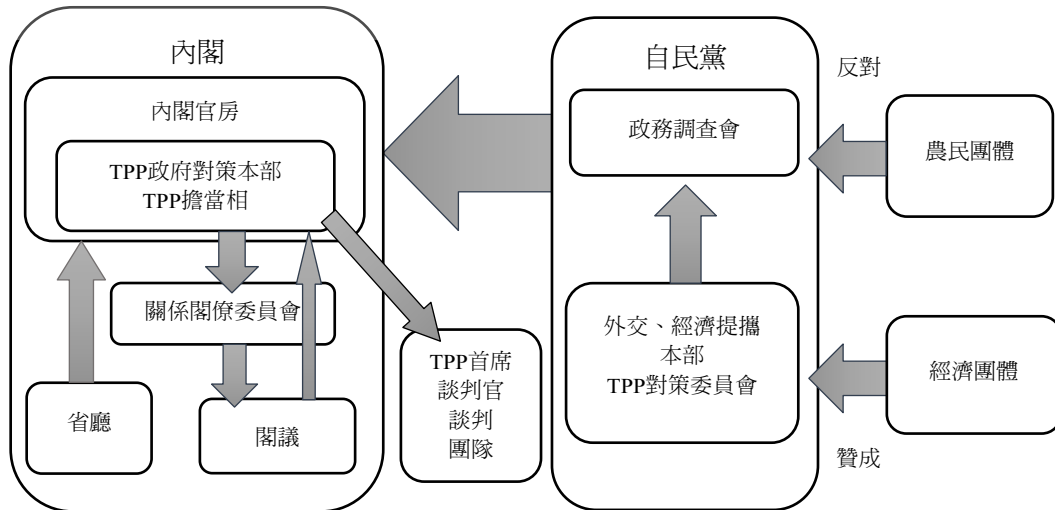 內閣
內閣官房
TPP政府對策本部
TPP擔當相
關係閣僚委員會
省廳
閣議
TPP首席
談判官
談判
團隊
自民黨
政務調查會
外交、經濟提攜
本部
TPP對策委員會
反對
農民團體
經濟團體
贊成